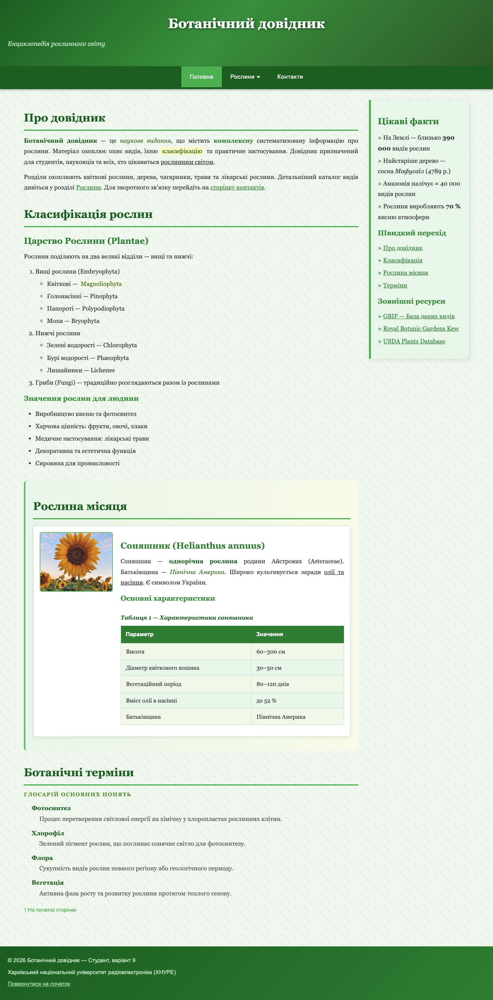 Ботанічний довідник
Енциклопедія рослинного світу
Головна
Рослини
Контакти
Про довідник
Ботанічний довідник — це наукове видання, що містить комплексну систематизовану інформацію про
рослини. Матеріал охоплює опис видів, їхню класифікацію та практичне застосування. Довідник призначений
для студентів, науковців та всіх, хто цікавиться рослинним світом.
Розділи охоплюють квіткові рослини, дерева, чагарники, трави та лікарські рослини. Детальніший каталог видів
дивіться у розділі Рослини. Для зворотного зв'язку перейдіть на сторінку контактів.
Класифікація рослин
Царство Рослини (Plantae)
Рослини поділяють на два великі відділи — вищі та нижчі:
1. Вищі рослини (Embryophyta)
Квіткові — Magnoliophyta
Голонасінні — Pinophyta
Папороті — Polypodiophyta
Мохи — Bryophyta
2. Нижчі рослини
Зелені водорості — Chlorophyta
Бурі водорості — Phaeophyta
Лишайники — Lichenes
3. Гриби (Fungi) — традиційно розглядаються разом із рослинами
Значення рослин для людини
Виробництво кисню та фотосинтез
Харчова цінність: фрукти, овочі, злаки
Медичне застосування: лікарські трави
Декоративна та естетична функція
Сировина для промисловості
Рослина місяця
Соняшник (Helianthus annuus)
Соняшник — однорічна рослина родини Айстрових (Asteraceae).
Батьківщина — Північна Америка. Широко культивується заради олії та
насіння. Є символом України.
Основні характеристики
Таблиця 1 — Характеристики соняшника
Параметр Значення
Висота 60–300 см
Діаметр квіткового кошика 30–50 см
Вегетаційний період 80–120 днів
Вміст олії в насінні до 52 %
Батьківщина Північна Америка
Ботанічні терміни
ГЛОСАРІЙ ОСНОВНИХ ПОНЯТЬ
Фотосинтез
Процес перетворення світлової енергії на хімічну у хлоропластах рослинних клітин.
Хлорофіл
Зелений пігмент рослин, що поглинає сонячне світло для фотосинтезу.
Флора
Сукупність видів рослин певного регіону або геологічного периоду.
Вегетація
Активна фаза росту та розвитку рослини протягом теплого сезону.
↑ На початок сторінки
Цікаві факти
» На Землі — близько 390
000 видів рослин
» Найстаріше дерево —
сосна Мафусаїл (4789 р.)
» Амазонія налічує ≈ 40 000
видів рослин
» Рослини виробляють 70 %
кисню атмосфери
Швидкий перехід
» Про довідник
» Класифікація
» Рослина місяця
» Терміни
Зовнішні ресурси
» GBIF — База даних видів
» Royal Botanic Gardens Kew
» USDA Plants Database
© 2026 Ботанічний довідник — Студент, варіант 9
Харківський національний університет радіоелектроніки (ХНУРЕ)
Повернутися на початок